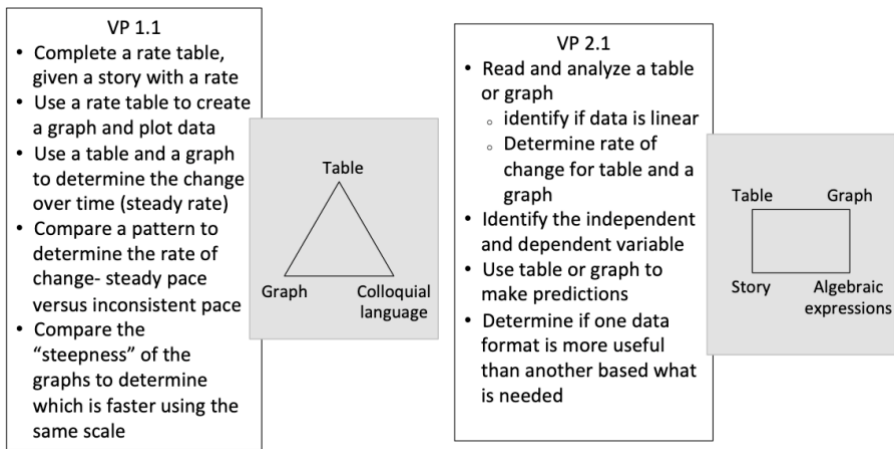 VP 1.1
• Complete a rate table,
given a story with a rate
• Use a rate table to create
a graph and plot data
• Use a table and a graph
to determine the change
over time (steady rate)
• Compare a pattern to
determine the rate of
change- steady pace
versus inconsistent pace
• Compare the
“steepness” of the
graphs to determine
which is faster using the
same scale
Table
Graph
Colloquial
language
VP 2.1
• Read and analyze a table
or graph
○ identify if data is linear
○ Determine rate of
change for table and a
graph
• Identify the independent
and dependent variable
• Use table or graph to
make predictions
• Determine if one data
format is more useful
than another based what
is needed
Table
Graph
Story
Algebraic
expressions